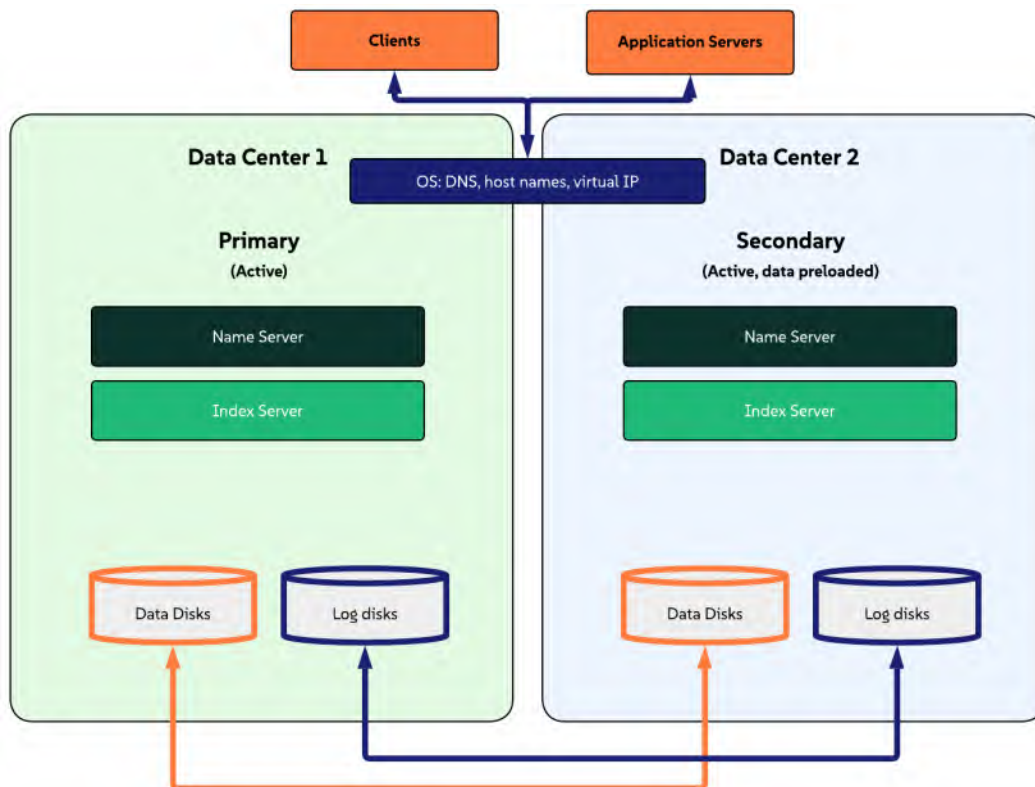 Clients
Application Servers
Data Center 1
Data Center 2
OS: DNS, host names, virtual IP
Primary
(Active)
Secondary
(Active, data preloaded)
Name Server
Name Server
Index Server
Index Server
Data Disks
Log disks
Data Disks
Log disks